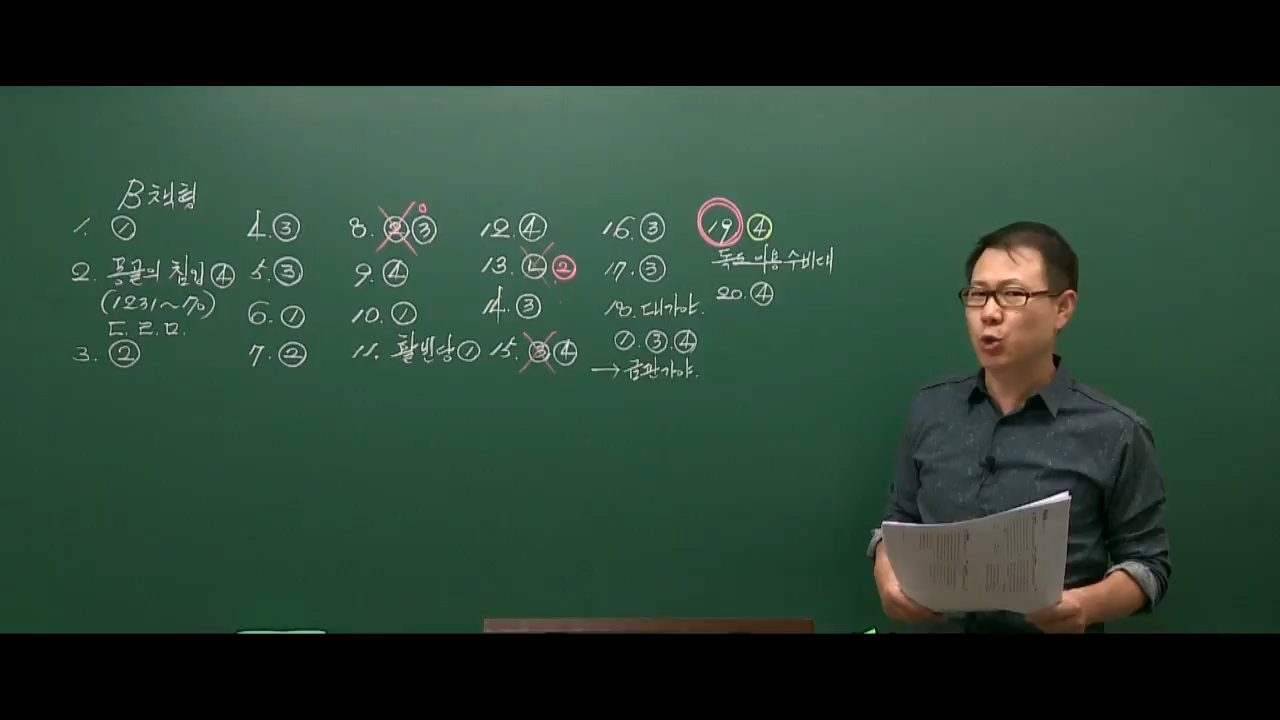 B책형
1. ①
2. 몽골의 침입 ④
(1231~70)
ㄷ. ㄹ. ㅁ.
3. ②
4. ③
5. ③
6. ①
7. ②
8. ② ③
9. ④
10. ①
11. 활빈당 ①
12. ④
13. ②
14. ③
15. ③ ④
16. ③
17. ③
18. 대가야.
①. ③. ④
→ 금관가야.
19. ④
독도 의용 수비대
20. ④